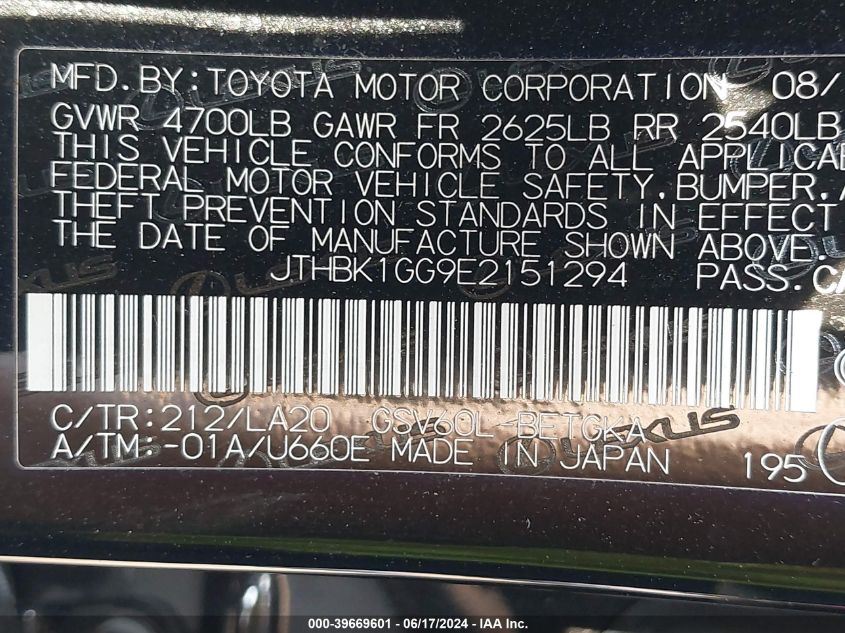 MFD. BY: TOYOTA MOTOR CORPORATION 08/
GVWR 4700LB GAWR FR 2625LB RR 2540LB
THIS VEHICLE CONFORMS TO ALL APPLICAB
FEDERAL MOTOR VEHICLE SAFETY, BUMPER, A
THEFT PREVENTION STANDARDS IN EFFECT
THE DATE OF MANUFACTURE SHOWN ABOVE.
JTHBK1GG9E2151294 PASS. CA
C/TR: 212/LA20 GSV60L-BETGKA
A/TM: -01A/U660E MADE IN JAPAN 195
LEXUS
000-39669601 - 06/17/2024 - IAA Inc.